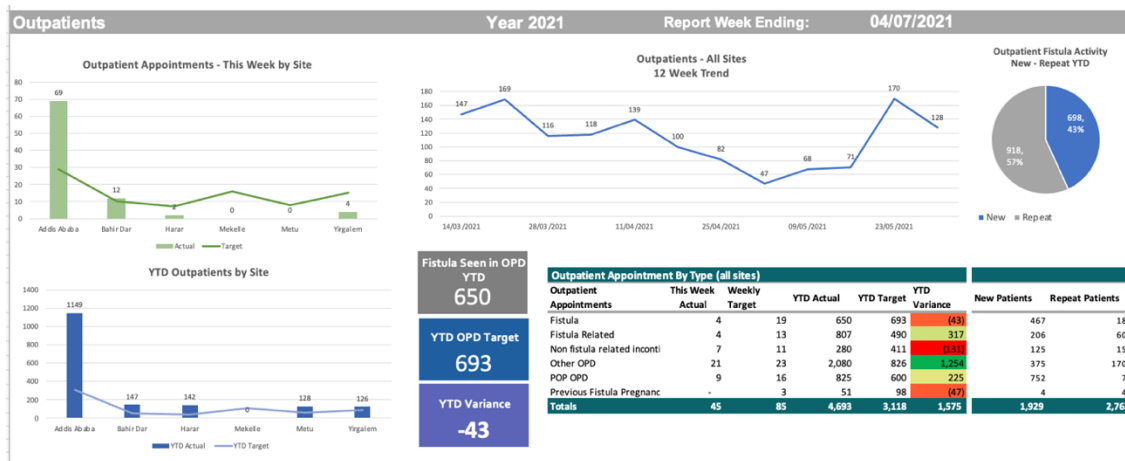 Outpatients Year 2021 Report Week Ending: 04/07/2021
Outpatient Appointments - This Week by Site
80
70
60
50
40
30
20
10
0
69
12
2
0
0
4
Addis Ababa Bahir Dar Harar Mekelle Metu Yirgalem
Actual Target
Outpatients - All Sites
12 Week Trend
180
160
140
120
100
80
60
40
20
0
147 169 116 118 139 100 82 47 68 71 170 128
14/03/2021 28/03/2021 11/04/2021 25/04/2021 09/05/2021 23/05/2021
Outpatient Fistula Activity
New - Repeat YTD
698,
43%
918,
57%
New Repeat
YTD Outpatients by Site
1400
1200
1000
800
600
400
200
0
1149 147 142 0 128 126
Addis Ababa Bahir Dar Harar Mekelle Metu Yirgalem
YTD Actual YTD Target
Fistula Seen in OPD
YTD
650
YTD OPD Target
693
YTD Variance
-43
Outpatient Appointment By Type (all sites)
Outpatient This Week Weekly YTD
Appointments Actual Target YTD Actual YTD Target Variance New Patients Repeat Patients
Fistula 4 19 650 693 (43) 467 18
Fistula Related 4 13 807 490 317 206 60
Non fistula related inconti 7 11 280 411 (131) 125 15
Other OPD 21 23 2,080 826 1,254 375 170
POP OPD 9 16 825 600 225 752 7
Previous Fistula Pregnanc - 3 51 98 (47) 4 4
Totals 45 85 4,693 3,118 1,575 1,929 2,76